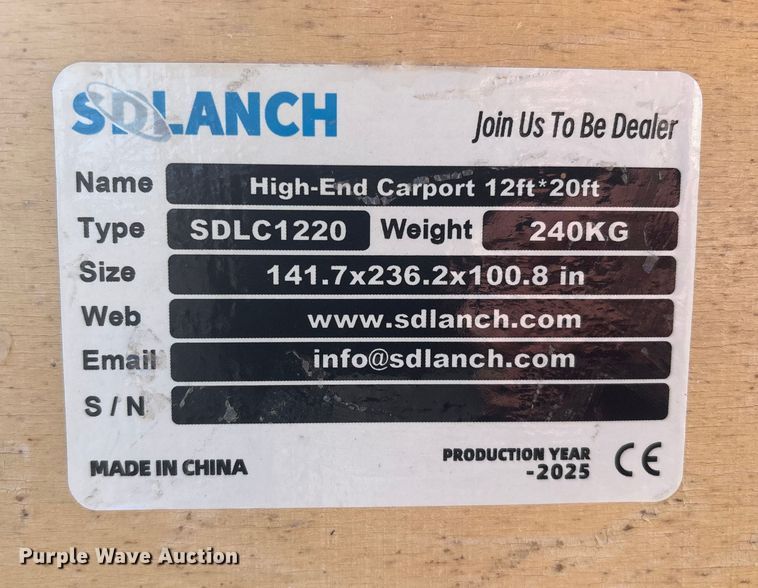 SDLANCH
Join Us To Be Dealer
Name High-End Carport 12ft*20ft
Type SDLC1220 Weight 240KG
Size 141.7x236.2x100.8 in
Web www.sdlanch.com
Email info@sdlanch.com
S / N
MADE IN CHINA
PRODUCTION YEAR
-2025
CE
Purple Wave Auction